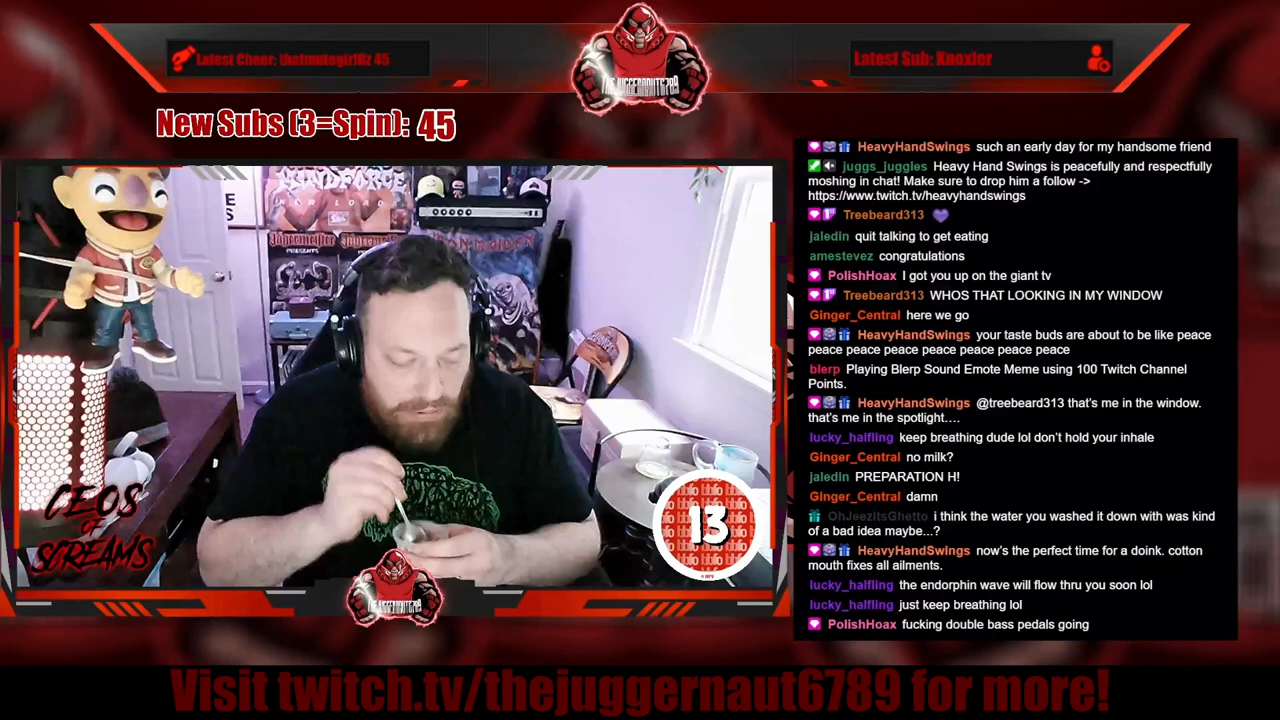 Latest Cheer: thatmutegirlliz 45
THEJUGGERNAUT6789
Latest Sub: Knoxler
New Subs (3=Spin): 45
HeavyHandSwings such an early day for my handsome friend
juggs_juggles Heavy Hand Swings is peacefully and respectfully
moshing in chat! Make sure to drop him a follow ->
https://www.twitch.tv/heavyhandswings
Treebeard313
jaledin quit talking to get eating
amestevez congratulations
PolishHoax I got you up on the giant tv
Treebeard313 WHOS THAT LOOKING IN MY WINDOW
Ginger_Central here we go
HeavyHandSwings your taste buds are about to be like peace
peace peace peace peace peace peace peace
blerp Playing Blerp Sound Emote Meme using 100 Twitch Channel
Points.
HeavyHandSwings @treebeard313 that's me in the window.
that's me in the spotlight….
lucky_halfling keep breathing dude lol don't hold your inhale
Ginger_Central no milk?
jaledin PREPARATION H!
Ginger_Central damn
OhJeezItsGhetto i think the water you washed it down with was kind
of a bad idea maybe...?
HeavyHandSwings now's the perfect time for a doink. cotton
mouth fixes all ailments.
lucky_halfling the endorphin wave will flow thru you soon lol
lucky_halfling just keep breathing lol
PolishHoax fucking double bass pedals going
HINDFORCE
NEW LORD
Jägermeister
PRESENTS
Jägermeister
IRON MAIDEN
CEOS
OF
SCREAMS
13
THEJUGGERNAUT6789
Visit twitch.tv/thejuggernaut6789 for more!